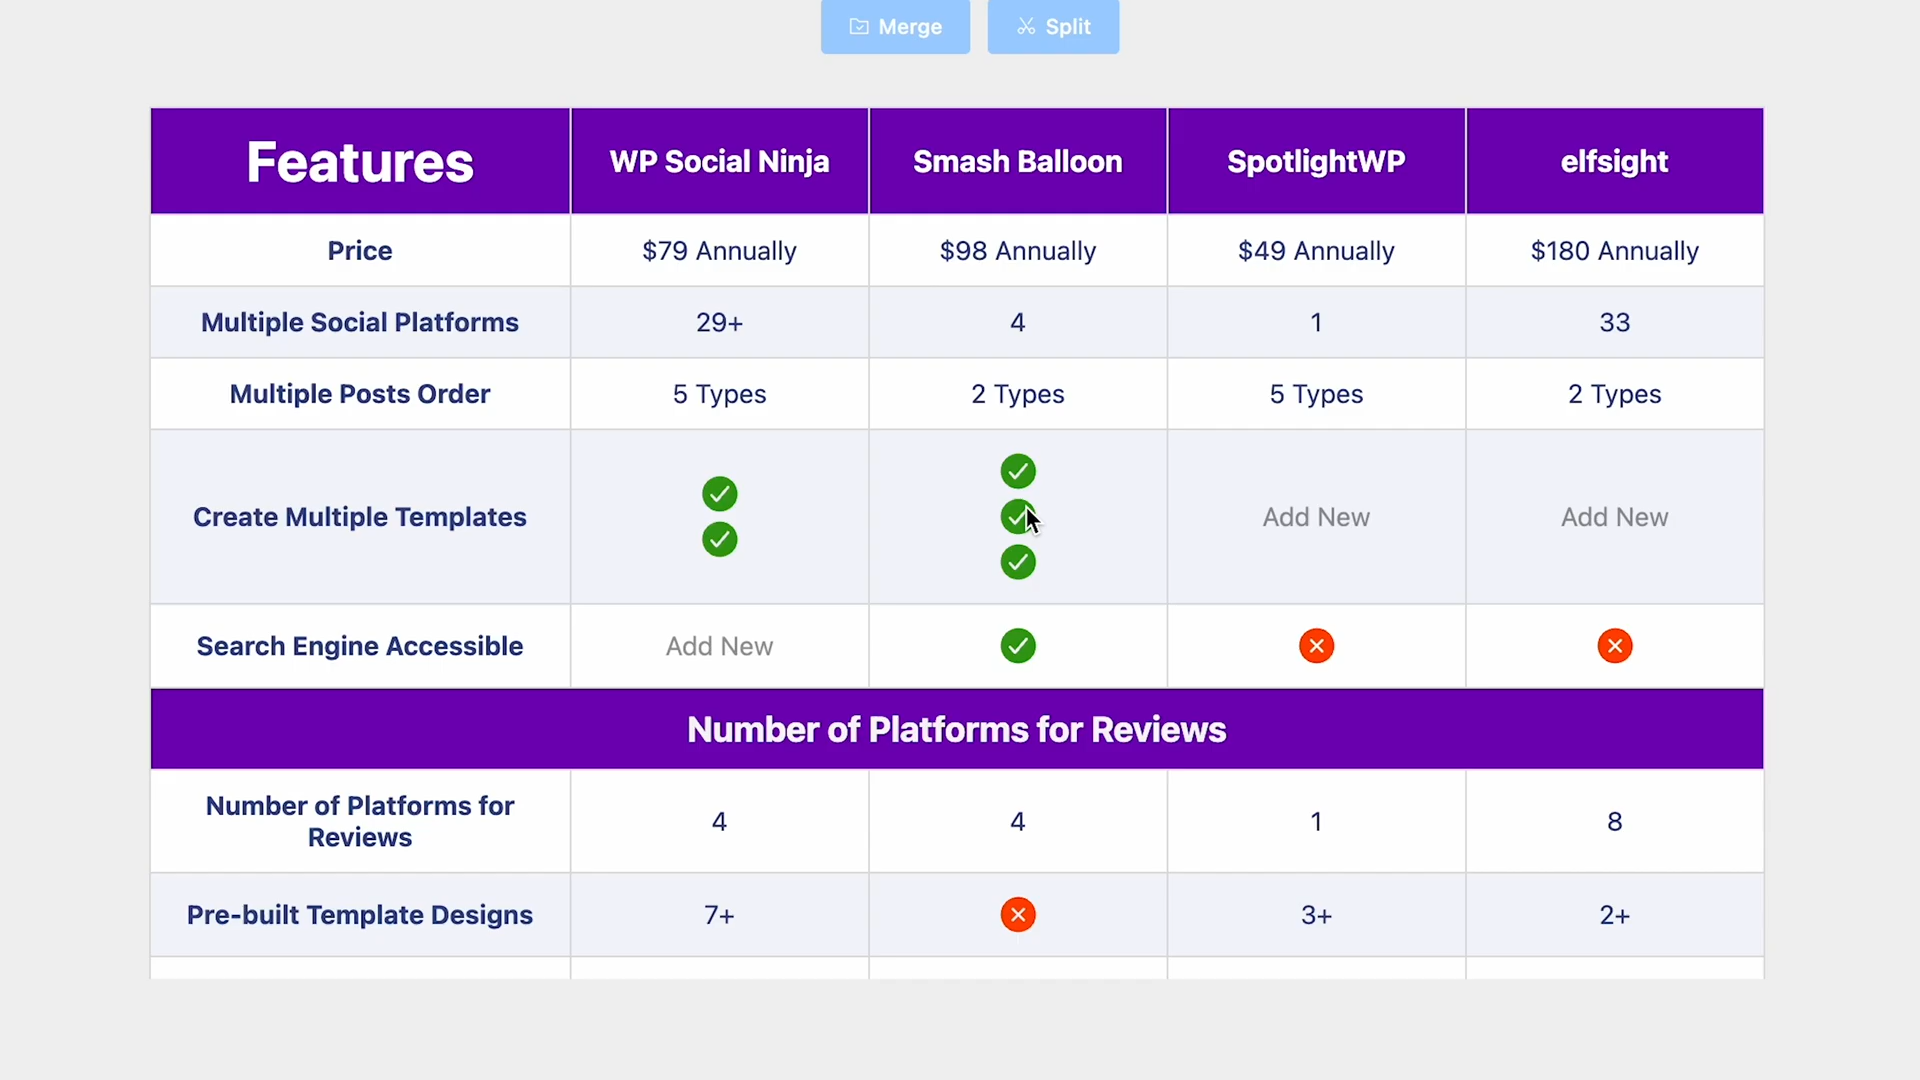 Merge Split
Features WP Social Ninja Smash Balloon SpotlightWP elfsight
Price $79 Annually $98 Annually $49 Annually $180 Annually
Multiple Social Platforms 29+ 4 1 33
Multiple Posts Order 5 Types 2 Types 5 Types 2 Types
Create Multiple Templates Add New Add New
Search Engine Accessible Add New
Number of Platforms for Reviews
Number of Platforms for
Reviews 4 4 1 8
Pre-built Template Designs 7+ 3+ 2+